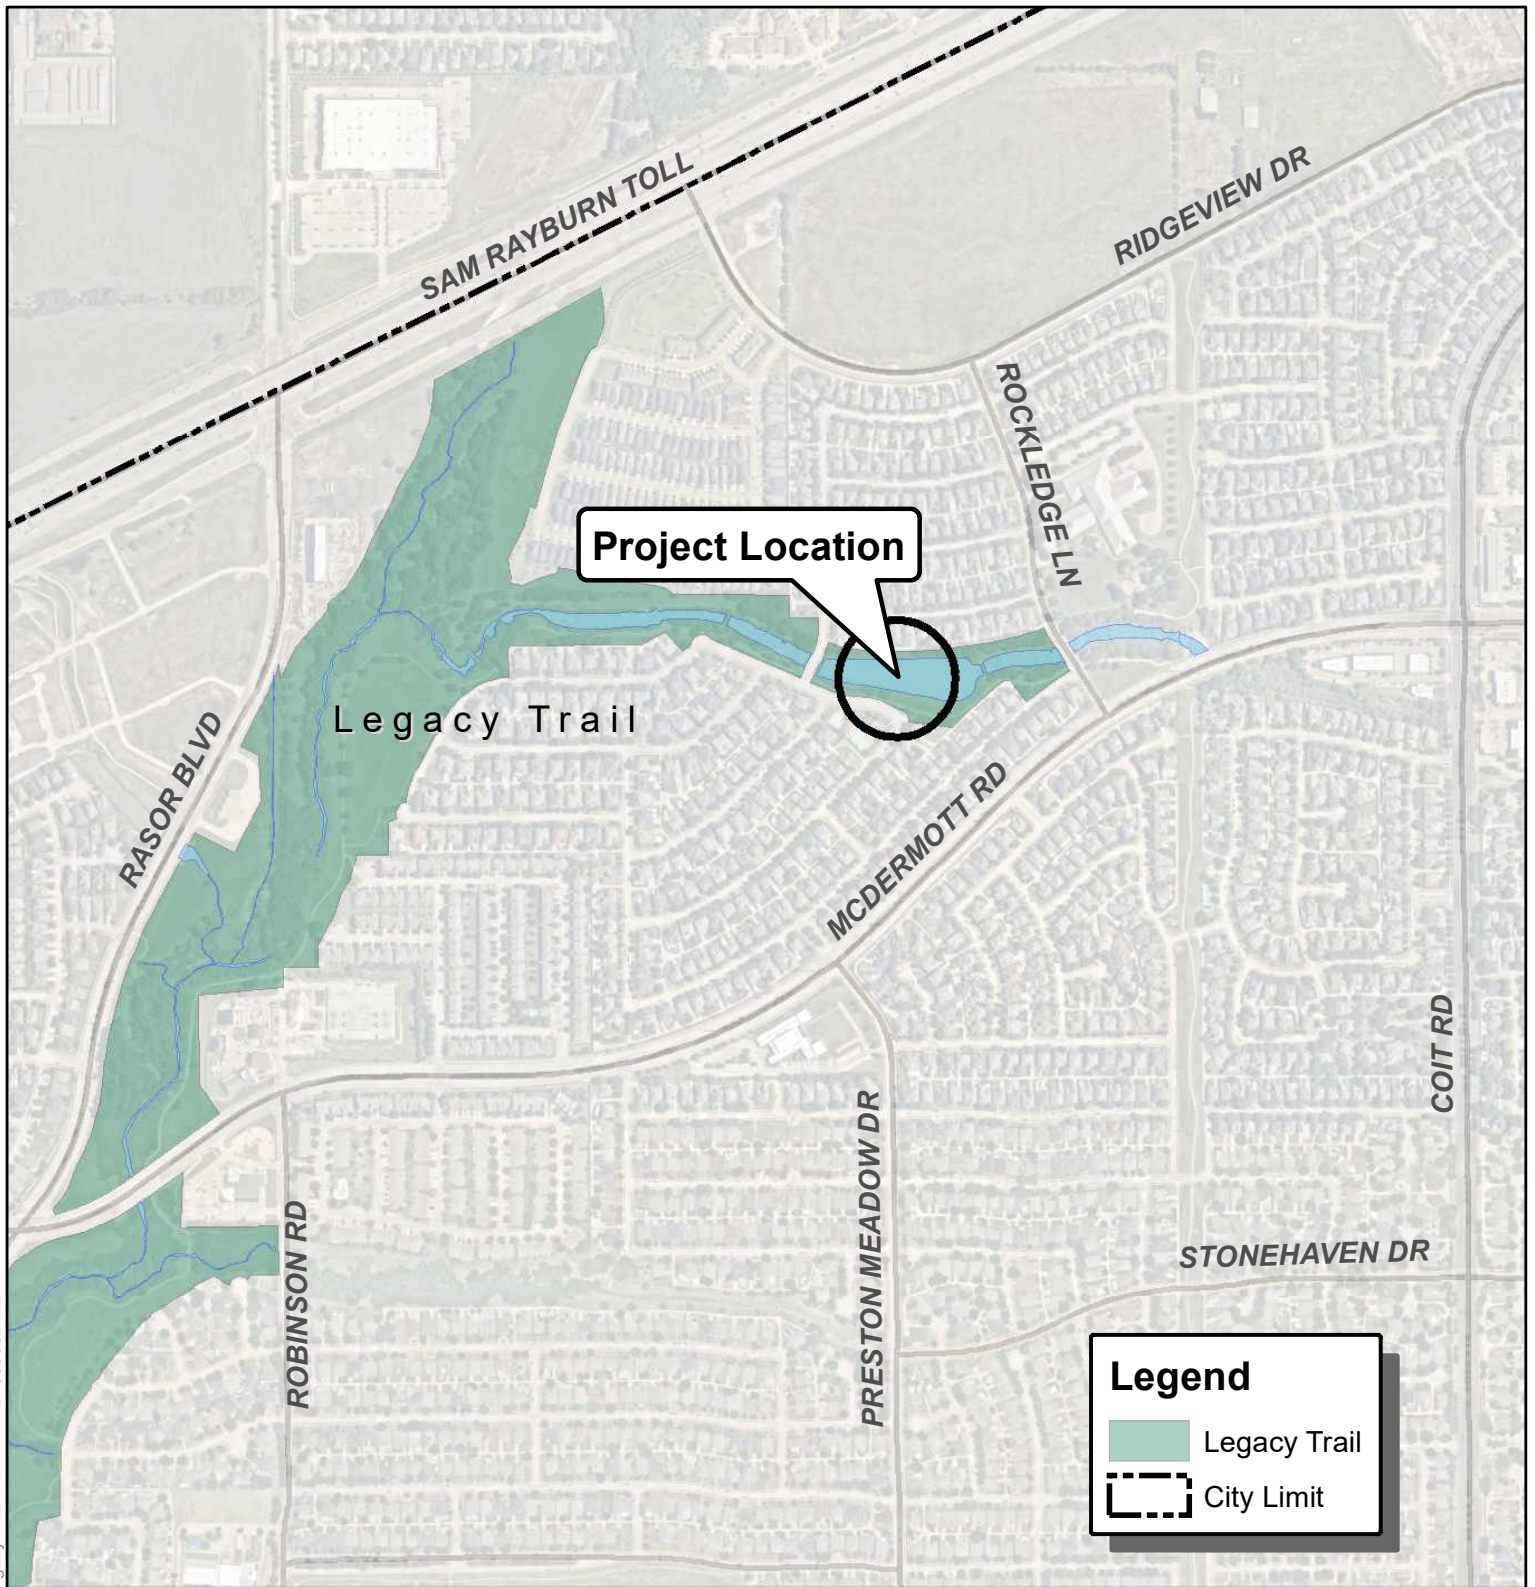 SAM RAYBURN TOLL
RIDGEVIEW DR
ROCKLEDGE LN
Project Location
Legacy Trail
RASOR BLVD
MCDERMOTT RD
COIT RD
PRESTON MEADOW DR
ROBINSON RD
STONEHAVEN DR
Legend
Legacy Trail
City Limit